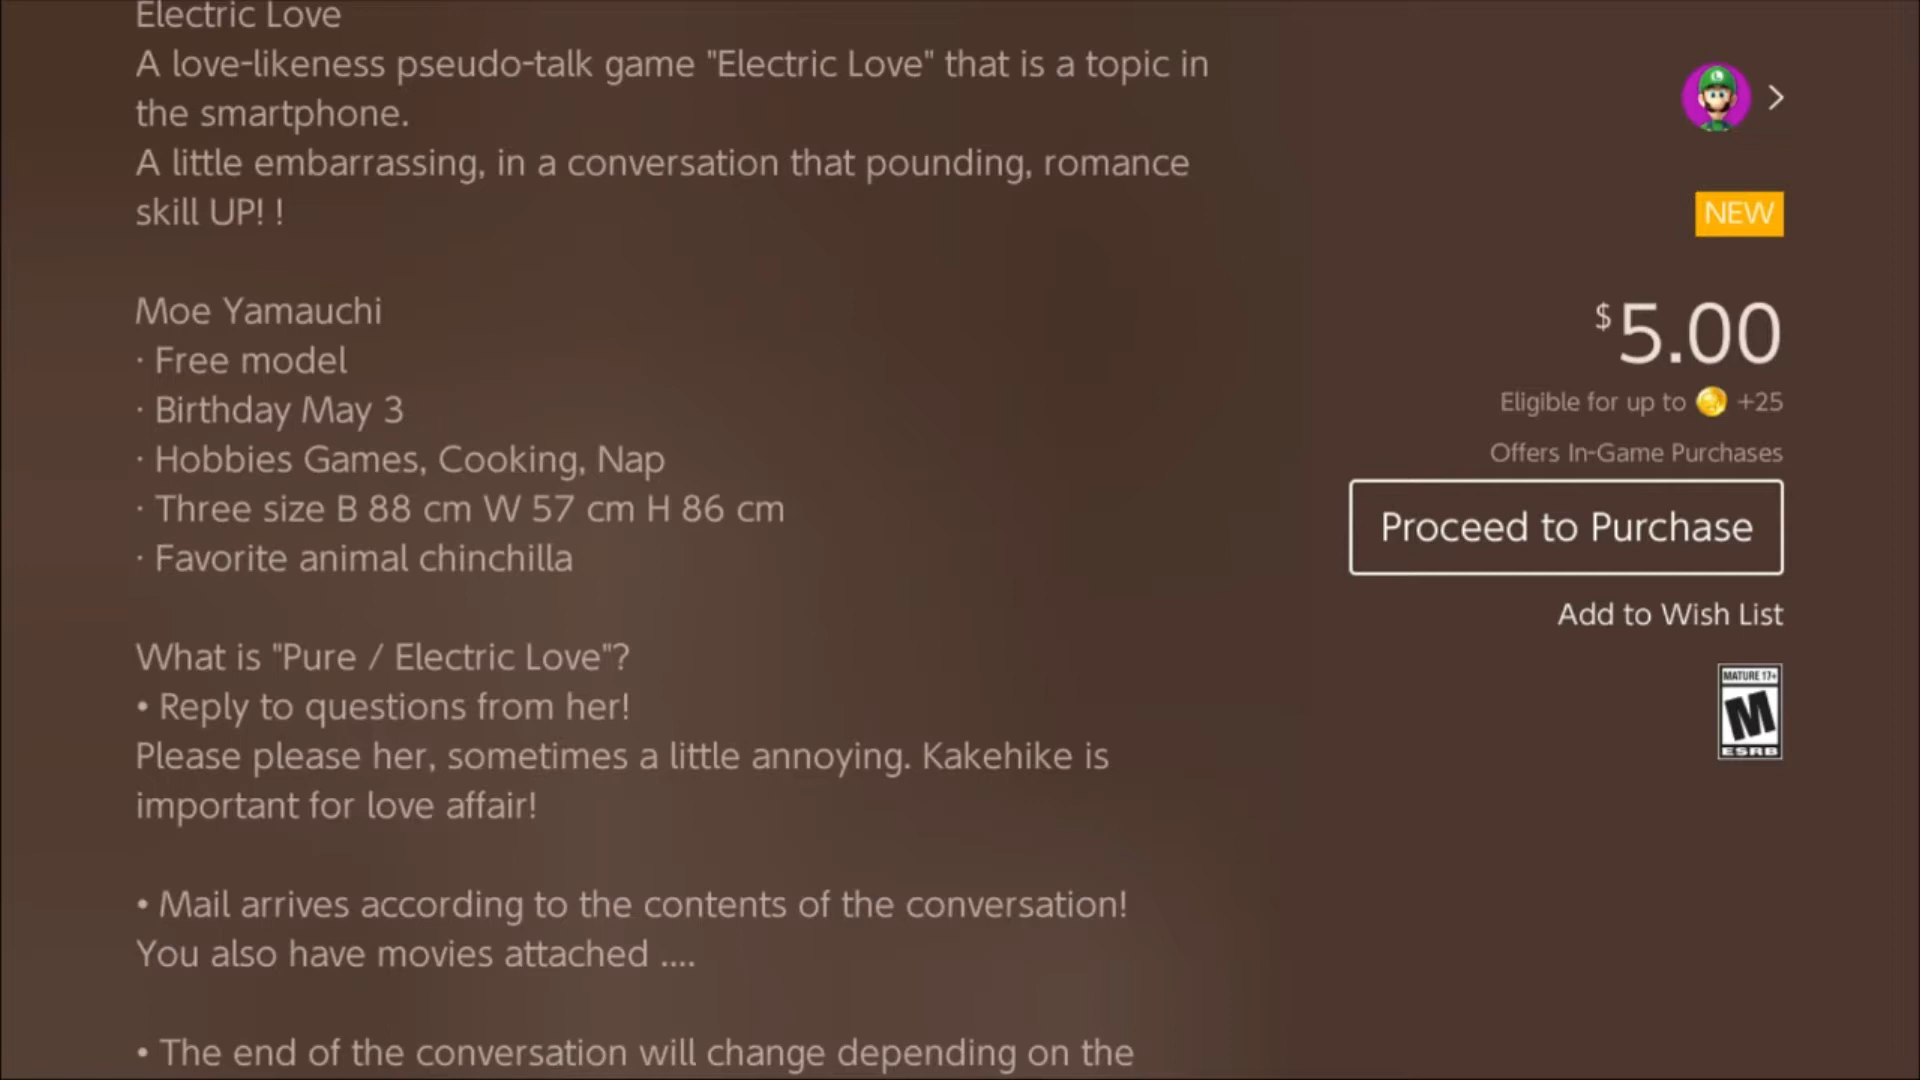 Electric Love
A love-likeness pseudo-talk game "Electric Love" that is a topic in
the smartphone.
A little embarrassing, in a conversation that pounding, romance
skill UP! !
Moe Yamauchi
· Free model
· Birthday May 3
· Hobbies Games, Cooking, Nap
· Three size B 88 cm W 57 cm H 86 cm
· Favorite animal chinchilla
What is "Pure / Electric Love"?
• Reply to questions from her!
Please please her, sometimes a little annoying. Kakehike is
important for love affair!
• Mail arrives according to the contents of the conversation!
You also have movies attached ....
• The end of the conversation will change depending on the
NEW
$5.00
Eligible for up to +25
Offers In-Game Purchases
Proceed to Purchase
Add to Wish List
MATURE 17+
M
ESRB